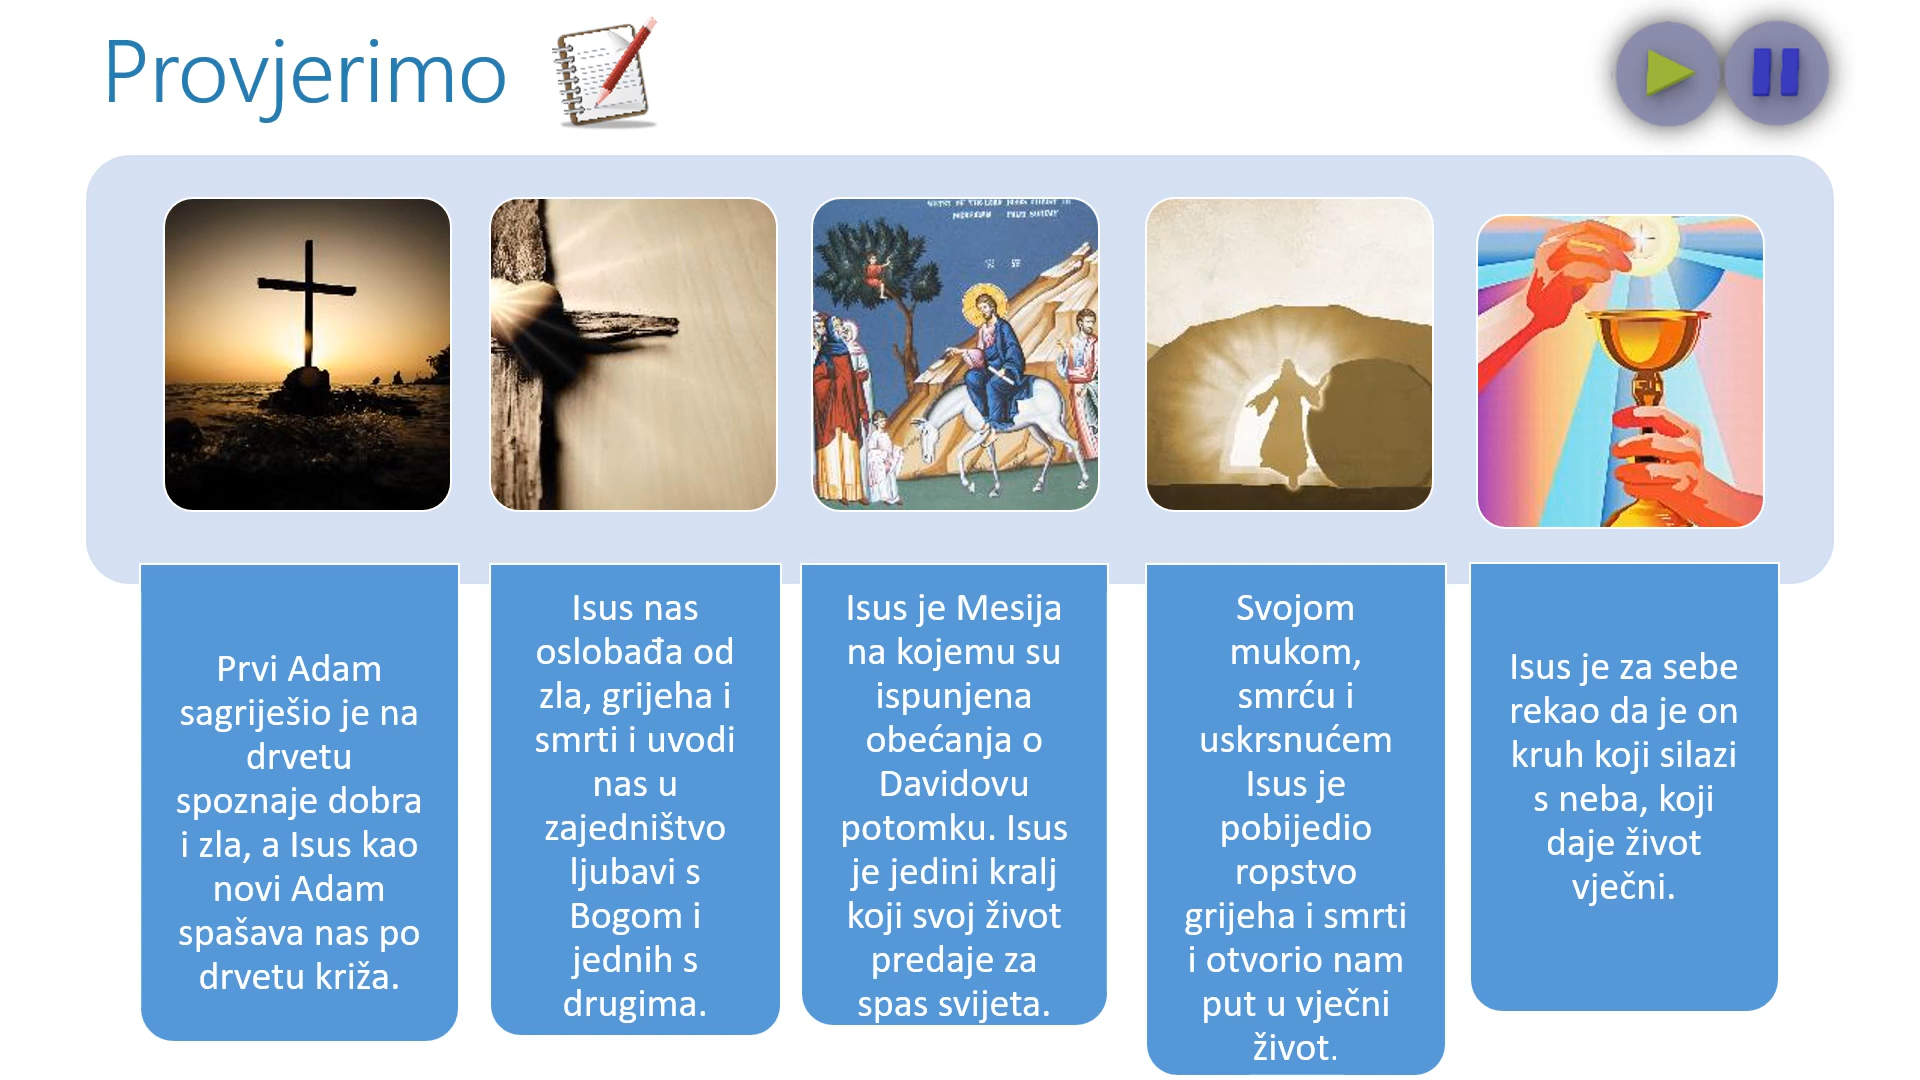 Provjerimo
Prvi Adam
sagriješio je na
drvetu
spoznaje dobra
i zla, a Isus kao
novi Adam
spašava nas po
drvetu križa.
Isus nas
oslobađa od
zla, grijeha i
smrti i uvodi
nas u
zajedništvo
ljubavi s
Bogom i
jednih s
drugima.
Isus je Mesija
na kojemu su
ispunjena
obećanja o
Davidovu
potomku. Isus
je jedini kralj
koji svoj život
predaje za
spas svijeta.
Svojom
mukom,
smrću i
uskrsnućem
Isus je
pobijedio
ropstvo
grijeha i smrti
i otvorio nam
put u vječni
život.
Isus je za sebe
rekao da je on
kruh koji silazi
s neba, koji
daje život
vječni.